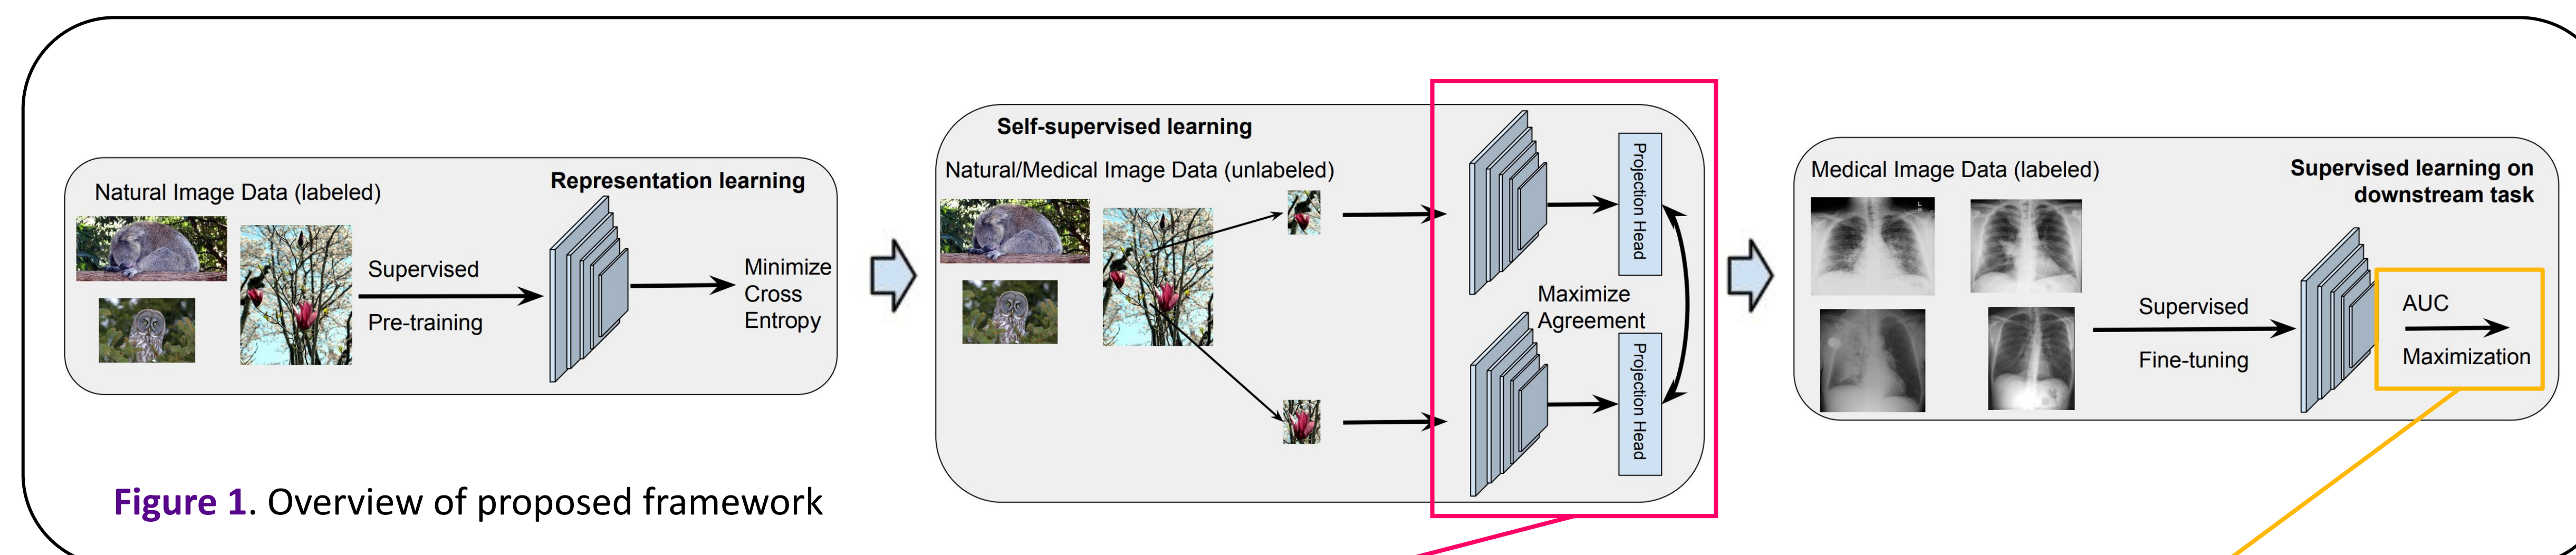 Natural Image Data (labeled)
Representation learning
Supervised
Pre-training
Minimize
Cross
Entropy
Self-supervised learning
Natural/Medical Image Data (unlabeled)
Projection Head
Maximize
Agreement
Projection Head
Medical Image Data (labeled)
Supervised learning on
downstream task
Supervised
Fine-tuning
AUC
Maximization
Figure 1. Overview of proposed framework